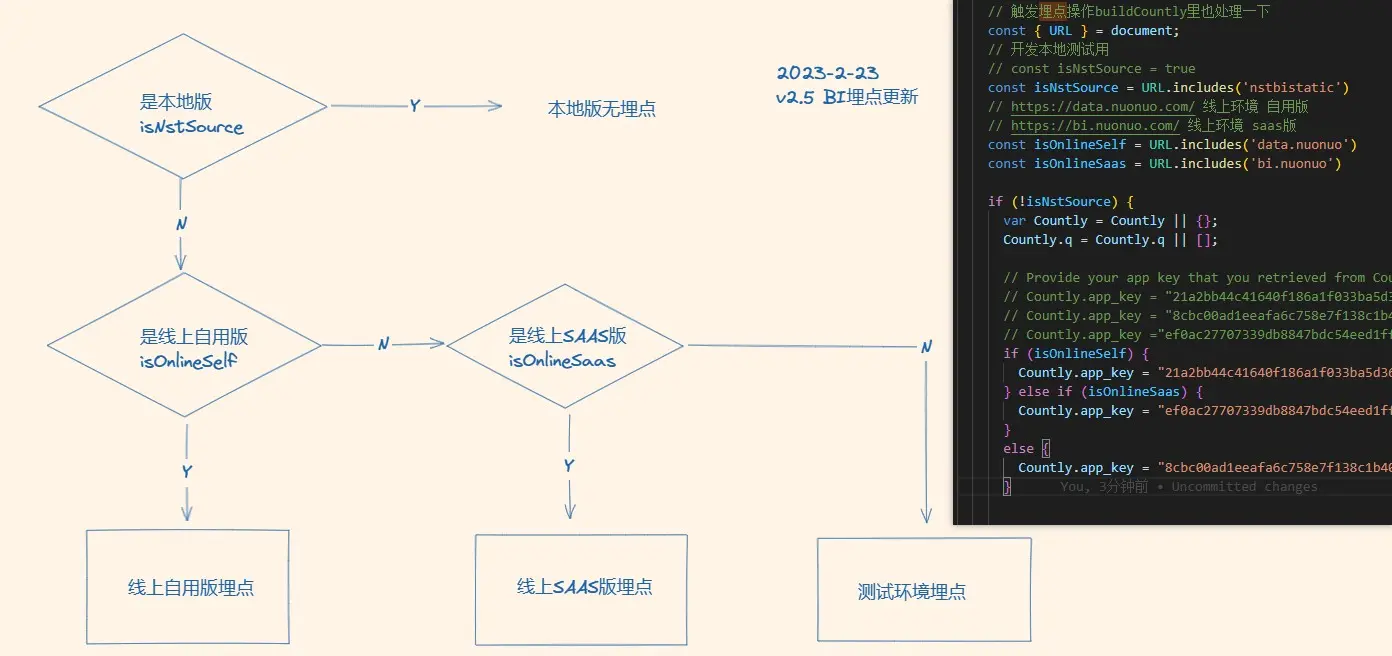 是本地版
isNstSource
Y
本地版无埋点
2023-2-23
v2.5 BI埋点更新
N
是线上自用版
isOnlineSelf
N
是线上SAAS版
isOnlineSaas
N
Y
Y
线上自用版埋点
线上SAAS版埋点
测试环境埋点
// 触发埋点操作buildCountly里也处理一下
const { URL } = document;
// 开发本地测试用
// const isNstSource = true
const isNstSource = URL.includes('nstbistatic')
// https://data.nuonuo.com/ 线上环境 自用版
// https://bi.nuonuo.com/ 线上环境 saas版
const isOnlineSelf = URL.includes('data.nuonuo')
const isOnlineSaas = URL.includes('bi.nuonuo')
if (!isNstSource) {
var Countly = Countly || {};
Countly.q = Countly.q || [];
// Provide your app key that you retrieved from Cou
// Countly.app_key = "21a2bb44c41640f186a1f033ba5d3
// Countly.app_key = "8cbc00ad1eeafa6c758e7f138c1b4
// Countly.app_key ="ef0ac27707339db8847bdc54eed1ff
if (isOnlineSelf) {
Countly.app_key = "21a2bb44c41640f186a1f033ba5d36
} else if (isOnlineSaas) {
Countly.app_key = "ef0ac27707339db8847bdc54eed1ff
}
else {
Countly.app_key = "8cbc00ad1eeafa6c758e7f138c1b40
} You, 3分钟前 • Uncommitted changes